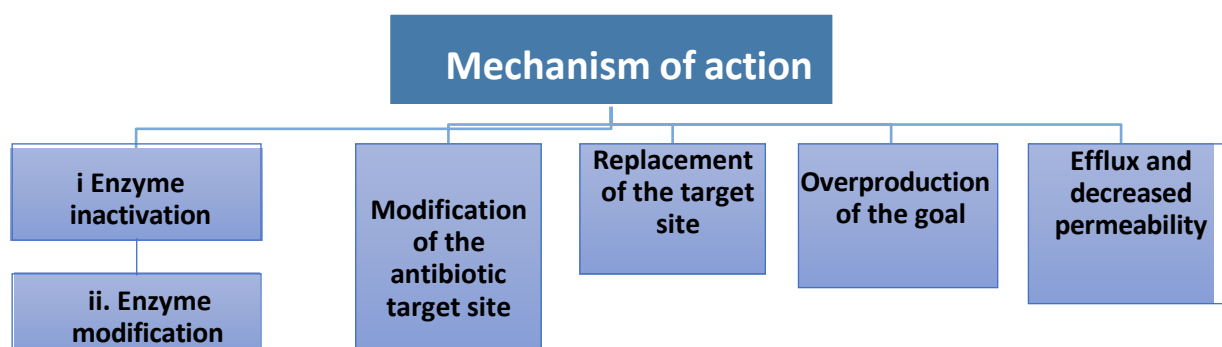 Mechanism of action
i Enzyme
inactivation
ii. Enzyme
modification
Modification
of the
antibiotic
target site
Replacement
of the target
site
Overproduction
of the goal
Efflux and
decreased
permeability